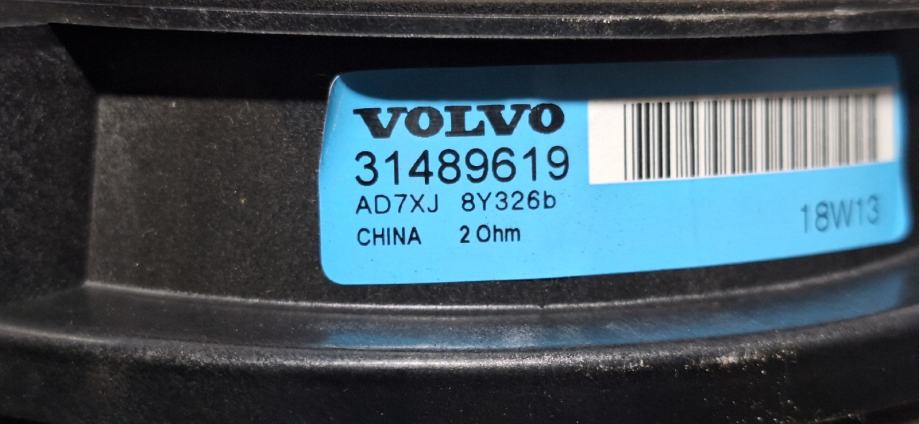 VOLVO
31489619
AD7XJ 8Y326b
CHINA 2 Ohm
18W13